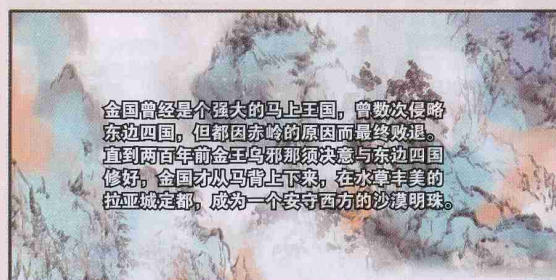 金国曾经是个强大的马上王国，曾数次侵略
东边四国，但都因赤岭的原因而最终败退。
直到两百年前金王乌邪那须决意与东边四国
修好，金国才从马背上下来，在水草丰美的
拉亚城定都，成为一个安守西方的沙漠明珠。